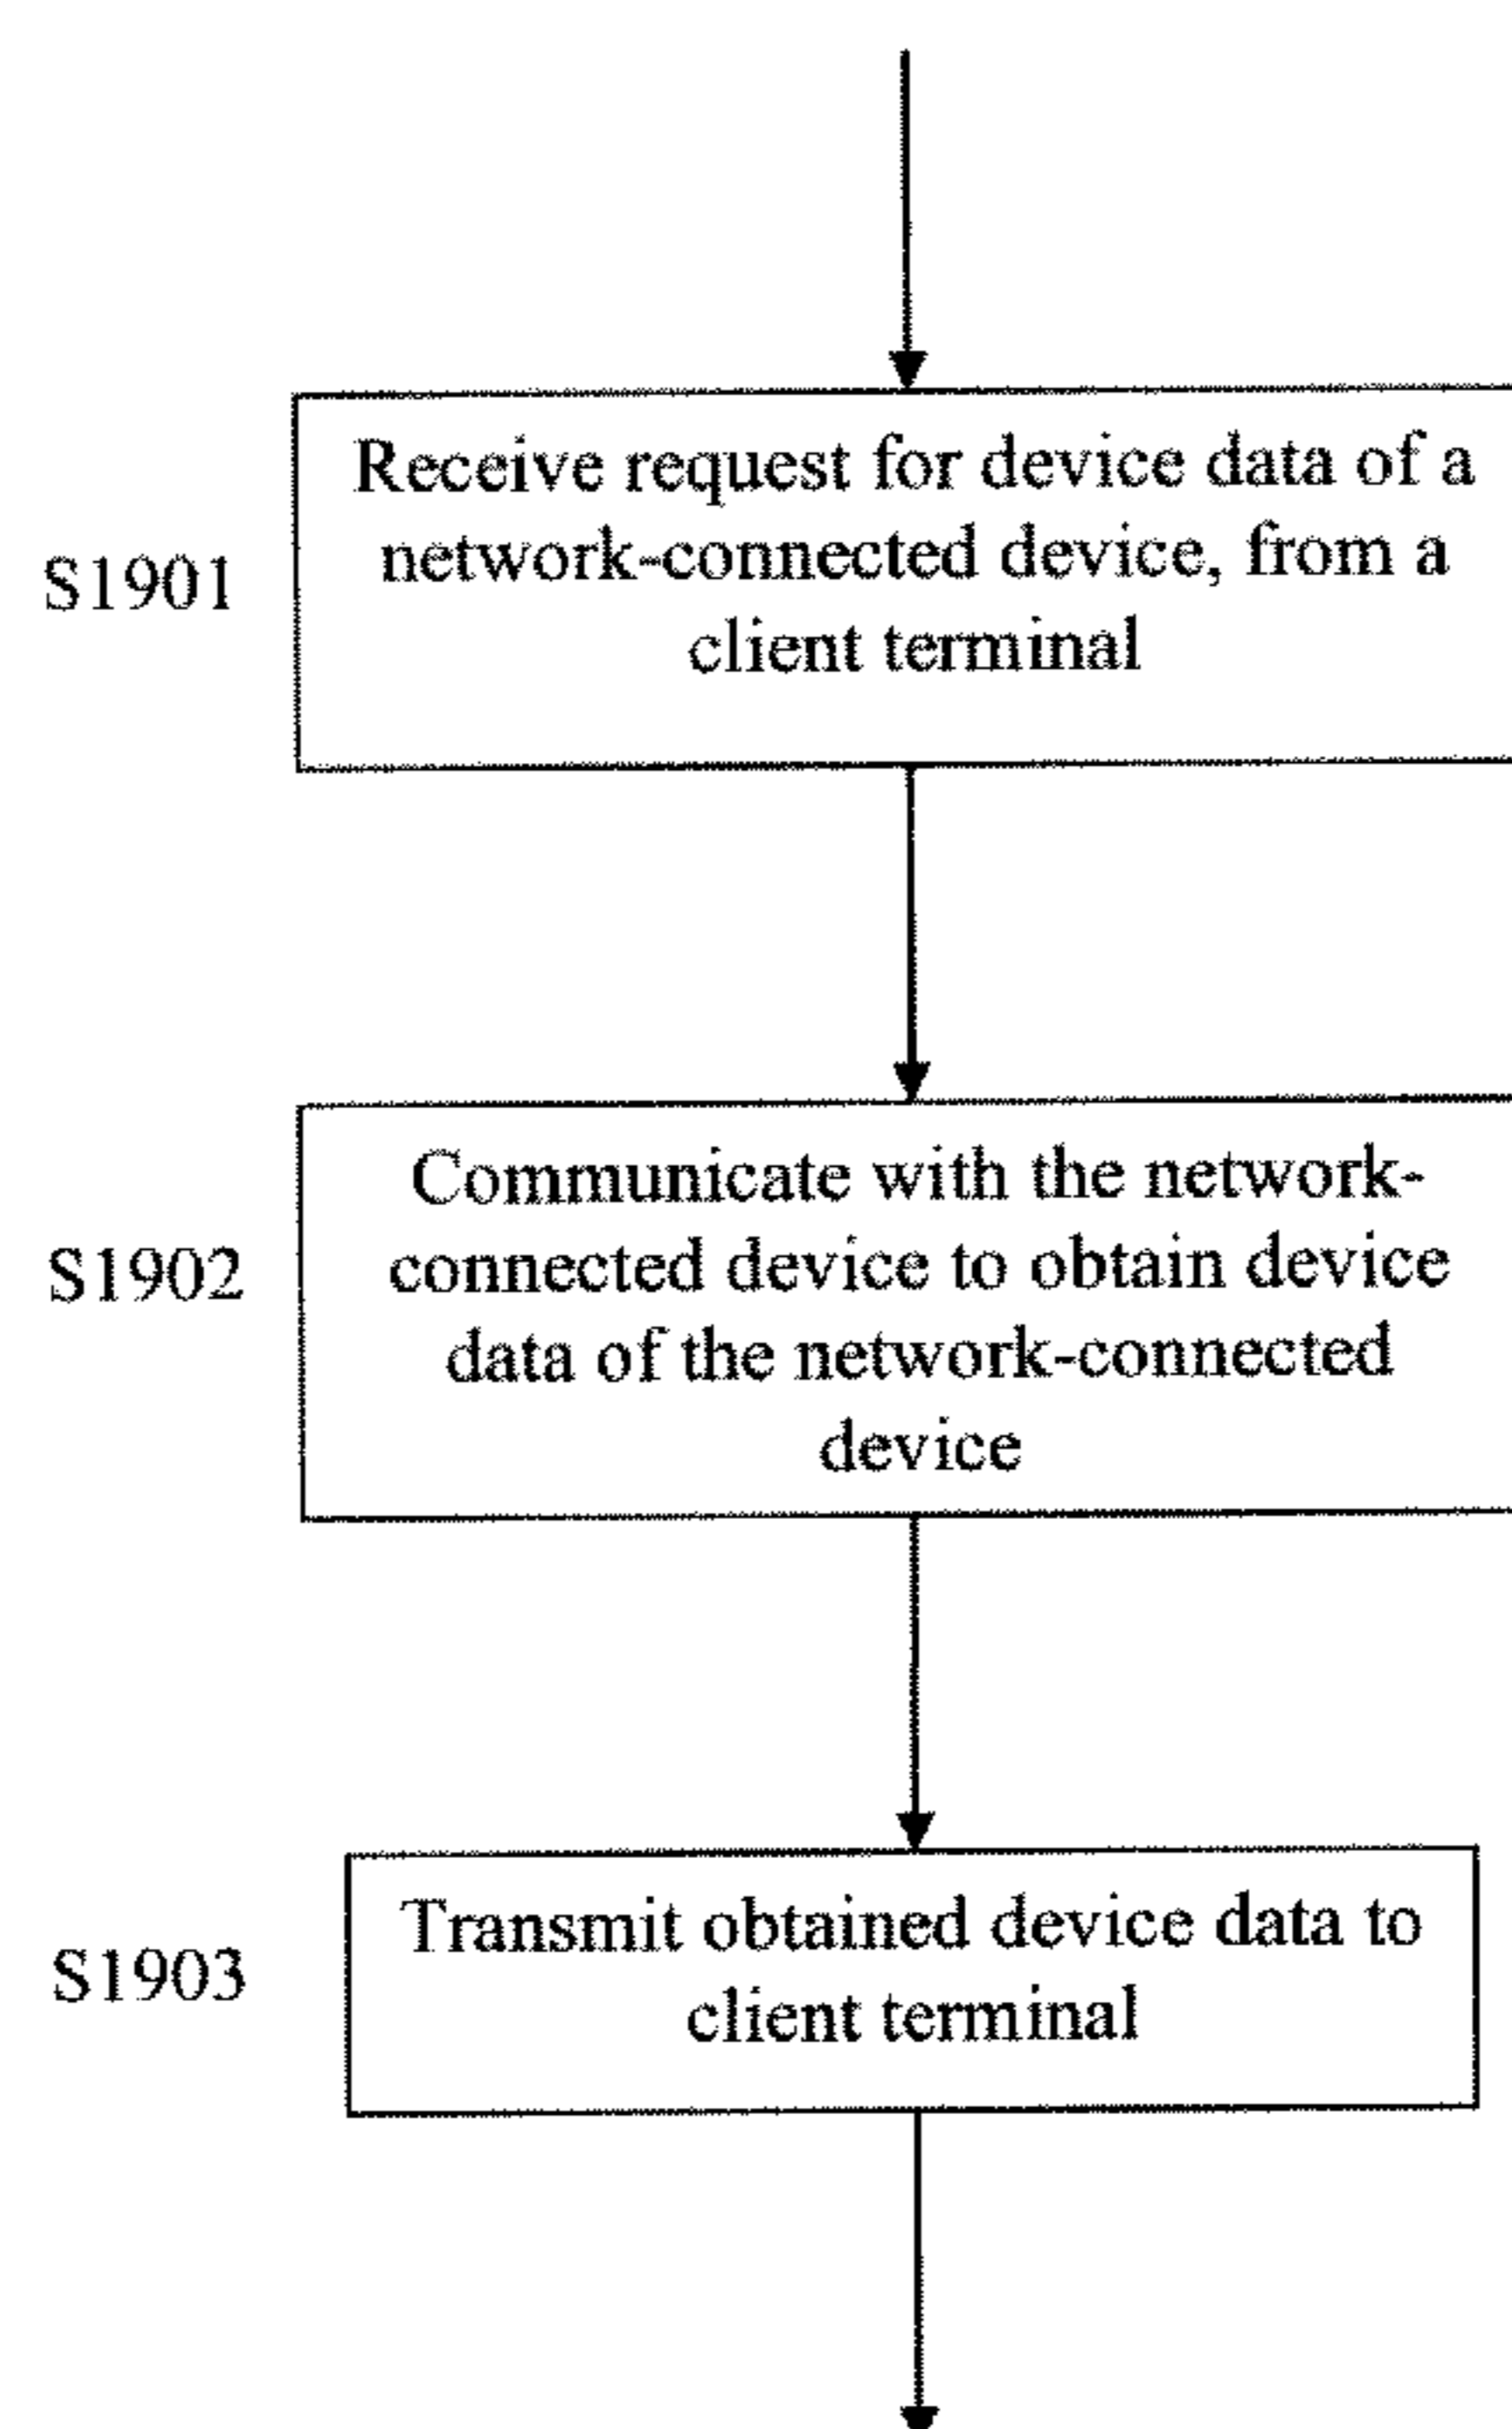 Receive request for device data of a
network-connected device, from a
client terminal
S1901
Communicate with the network-
connected device to obtain device
data of the network-connected
device
S1902
Transmit obtained device data to
client terminal
S1903